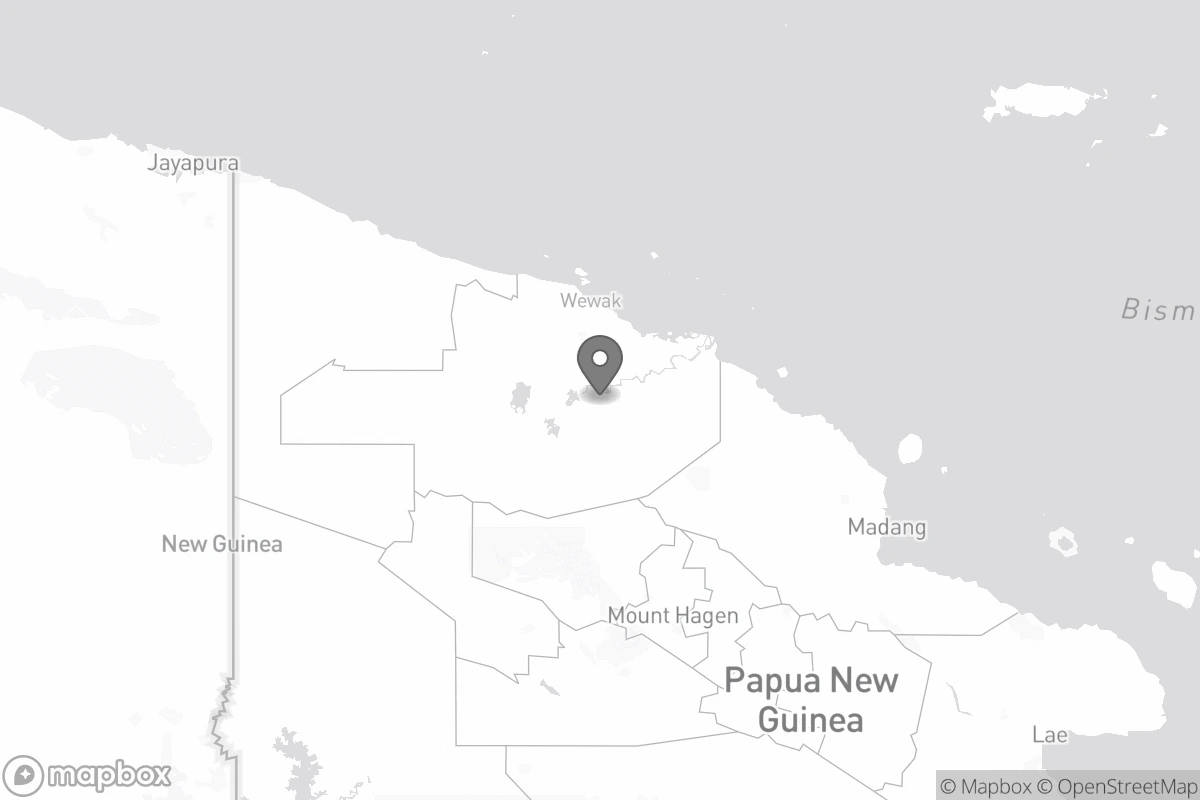 Jayapura
Bism
Wewak
New Guinea
Madang
Mount Hagen
Papua New
Guinea
Lae
mapbox
© Mapbox © OpenStreetMap